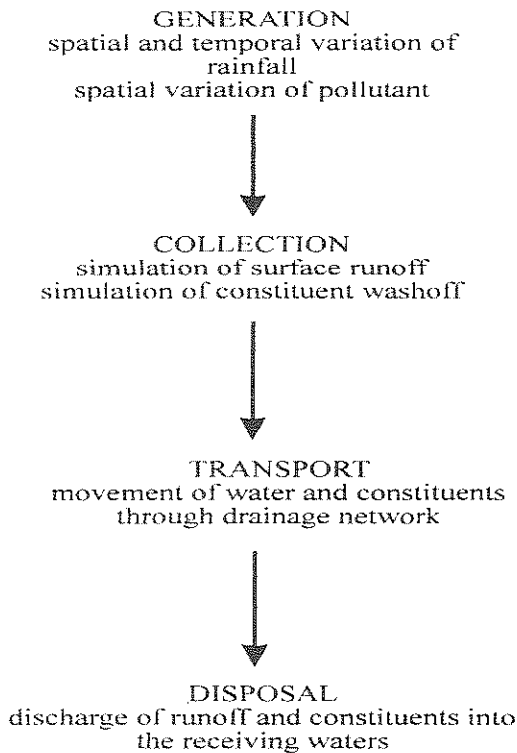 GENERATION
spatial and temporal variation of
rainfall
spatial variation of pollutant
COLLECTION
simulation of surface runoff
simulation of constituent washoff
TRANSPORT
movement of water and constituents
through drainage network
DISPOSAL
discharge of runoff and constituents into
the receiving waters